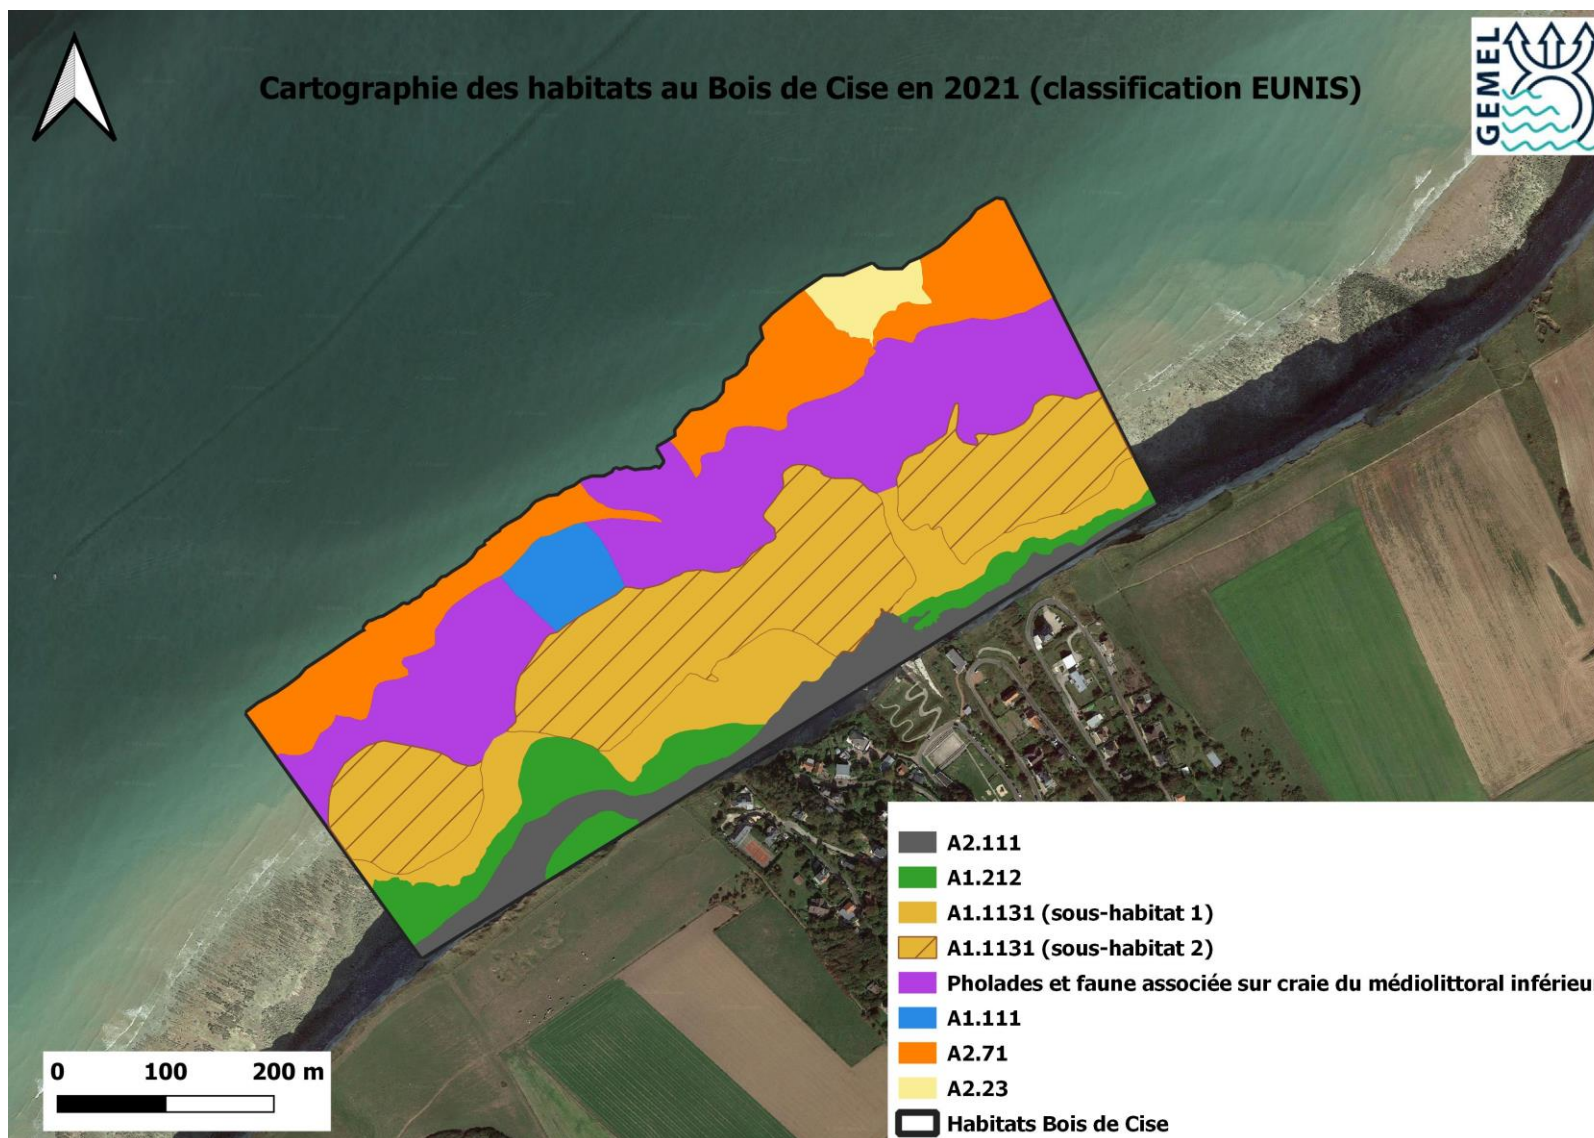 Cartographie des habitats au Bois de Cise en 2021 (classification EUNIS)
GEMEL
A2.111
A1.212
A1.1131 (sous-habitat 1)
A1.1131 (sous-habitat 2)
Pholades et faune associée sur craie du médiolittoral inférieu
A1.111
A2.71
A2.23
Habitats Bois de Cise
0 100 200 m